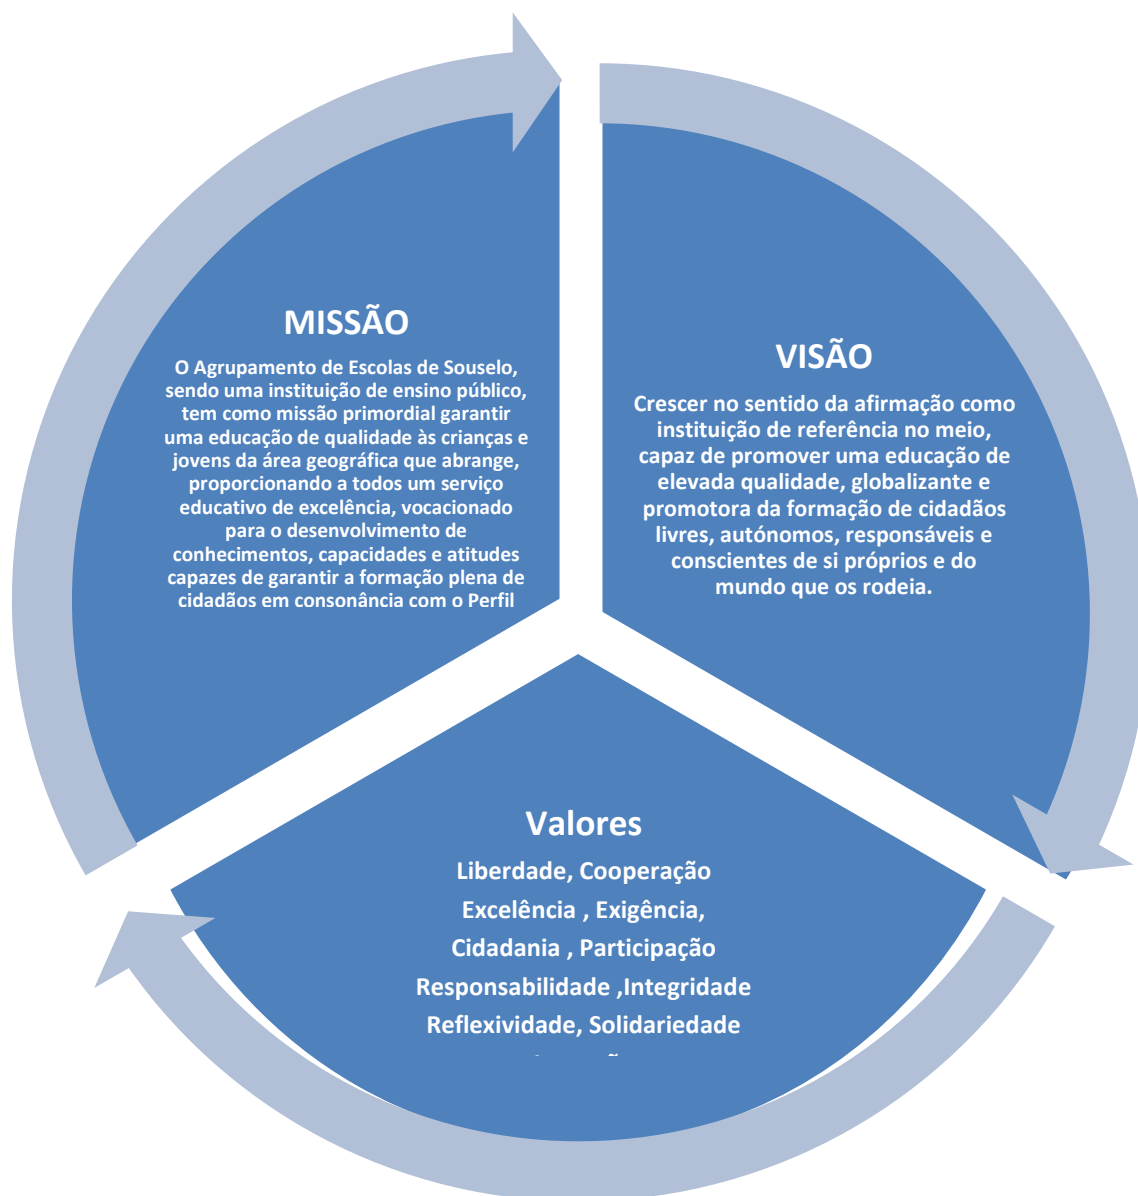 MISSÃO
O Agrupamento de Escolas de Souselo,
sendo uma instituição de ensino público,
tem como missão primordial garantir
uma educação de qualidade às crianças e
jovens da área geográfica que abrange,
proporcionando a todos um serviço
educativo de excelência, vocacionado
para o desenvolvimento de
conhecimentos, capacidades e atitudes
capazes de garantir a formação plena de
cidadãos em consonância com o Perfil
VISÃO
Crescer no sentido da afirmação como
instituição de referência no meio,
capaz de promover uma educação de
elevada qualidade, globalizante e
promotora da formação de cidadãos
livres, autónomos, responsáveis e
conscientes de si próprios e do
mundo que os rodeia.
Valores
Liberdade, Cooperação
Excelência , Exigência,
Cidadania , Participação
Responsabilidade ,Integridade
Reflexividade, Solidariedade